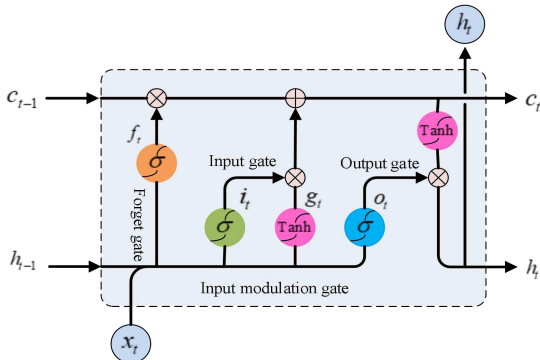 h_t
c_{t-1}
c_t
f_t
Tanh
Input gate
Output gate
σ
i_t
g_t
o_t
Forget gate
σ
Tanh
σ
h_{t-1}
h_t
Input modulation gate
x_t